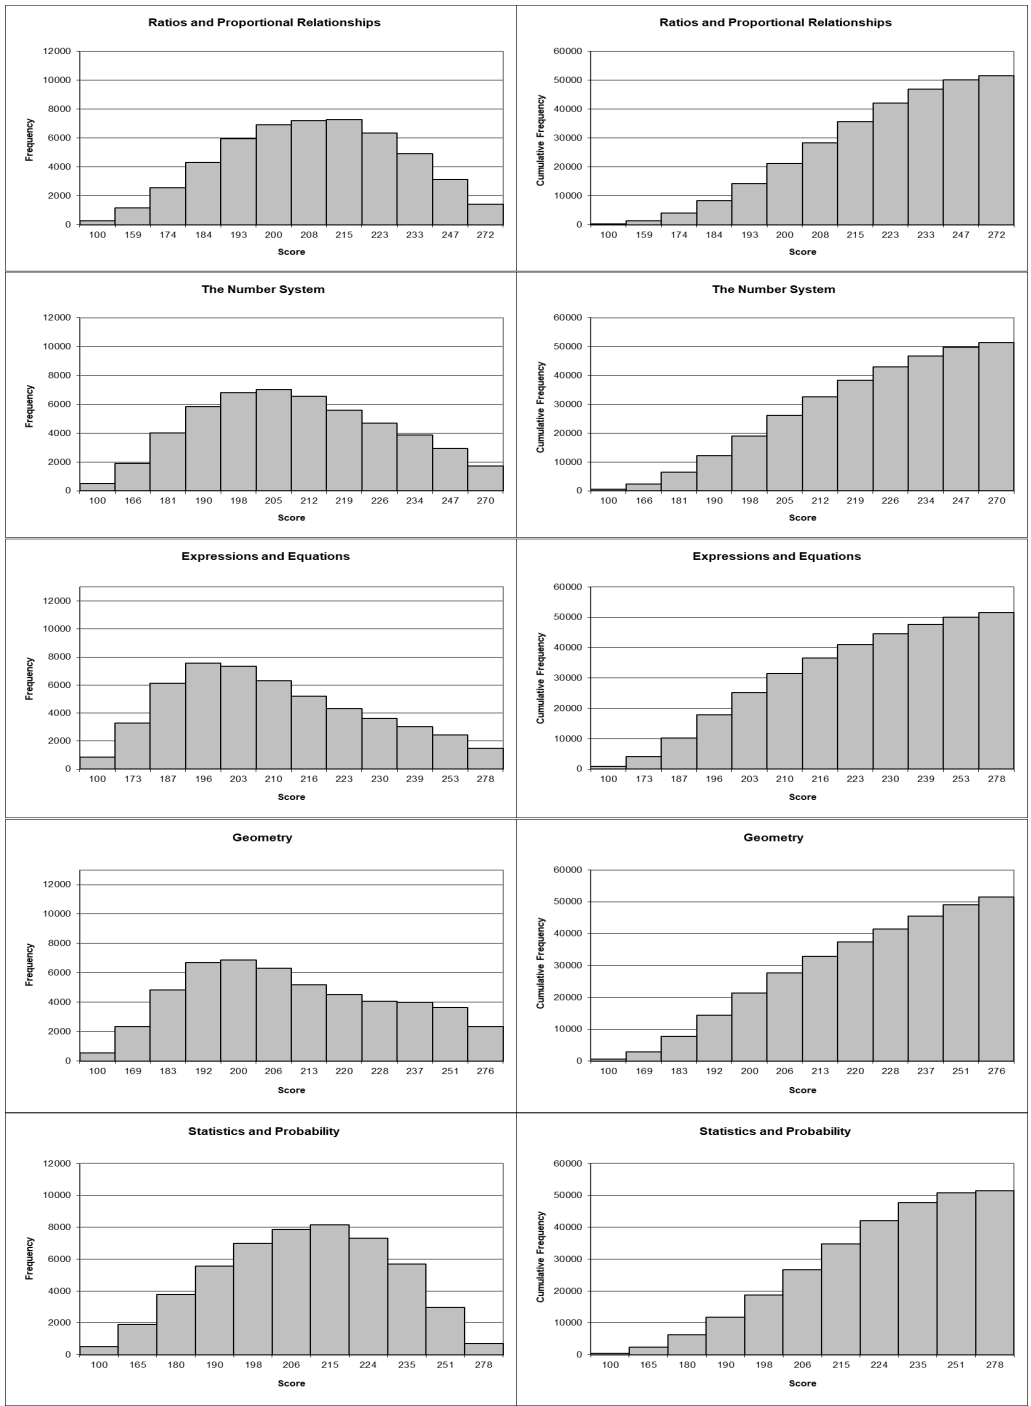 Ratios and Proportional Relationships
12000
10000
8000
6000
4000
2000
0
Frequency
100 159 174 184 193 200 208 215 223 233 247 272
Score
Ratios and Proportional Relationships
60000
50000
40000
30000
20000
10000
0
Cumulative Frequency
100 159 174 184 193 200 208 215 223 233 247 272
Score
The Number System
12000
10000
8000
6000
4000
2000
0
Frequency
100 166 181 190 198 205 212 219 226 234 247 270
Score
The Number System
60000
50000
40000
30000
20000
10000
0
Cumulative Frequency
100 166 181 190 198 205 212 219 226 234 247 270
Score
Expressions and Equations
12000
10000
8000
6000
4000
2000
0
Frequency
100 173 187 196 203 210 216 223 230 239 253 278
Score
Expressions and Equations
60000
50000
40000
30000
20000
10000
0
Cumulative Frequency
100 173 187 196 203 210 216 223 230 239 253 278
Score
Geometry
12000
10000
8000
6000
4000
2000
0
Frequency
100 169 183 192 200 206 213 220 228 237 251 276
Score
Geometry
60000
50000
40000
30000
20000
10000
0
Cumulative Frequency
100 169 183 192 200 206 213 220 228 237 251 276
Score
Statistics and Probability
12000
10000
8000
6000
4000
2000
0
Frequency
100 165 180 190 198 206 215 224 235 251 278
Score
Statistics and Probability
60000
50000
40000
30000
20000
10000
0
Cumulative Frequency
100 165 180 190 198 206 215 224 235 251 278
Score